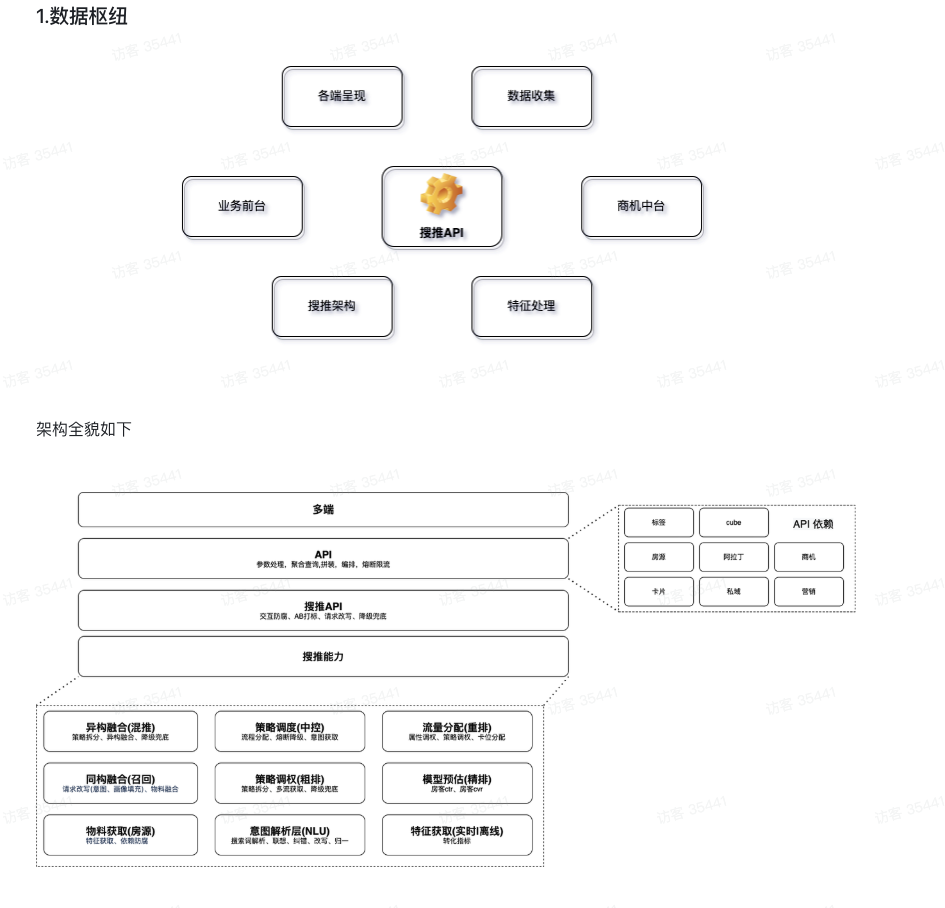 1.数据枢纽
各端呈现
数据收集
业务前台
搜推API
商机中台
搜推架构
特征处理
架构全貌如下
多端
API
参数处理，聚合查询,拼装，编排，熔断限流
搜推API
交互防腐、AB打标、请求改写、降级兜底
搜推能力
标签
cube
API 依赖
房源
阿拉丁
商机
卡片
私域
营销
异构融合(混推)
策略拆分、异构融合、降级兜底
策略调度(中控)
流程分配、熔断降级、意图获取
流量分配(重排)
属性调权、策略调权、卡位分配
同构融合(召回)
请求改写(意图、画像填充)、物料融合
策略调权(粗排)
策略拆分、多流获取、降级兜底
模型预估(精排)
房客ctr、房客cvr
物料获取(房源)
特征获取、依赖防腐
意图解析层(NLU)
搜索词解析、联想、纠错、改写、归一
特征获取(实时|离线)
转化指标
访客 35441